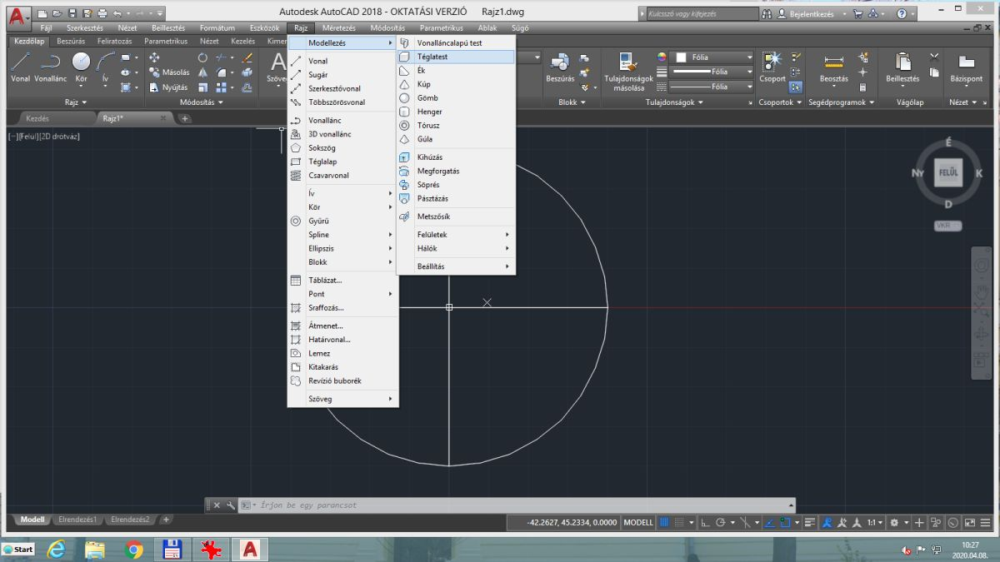 Autodesk AutoCAD 2018 - OKTATÁSI VERZIÓ Rajz1.dwg
Kulcsszó vagy kifejezés
Bejelentkezés
Fájl Szerkesztés Nézet Beillesztés Formátum Eszközök Rajz Méretezés Módosítás Parametrikus Ablak Súgó
Kezdőlap Beszúrás Feliratozás Parametrikus Nézet Kezelés Kimer
Vonal Vonallánc Kör Ív
Másolás
Nyújtás
Szöve
Rajz
Módosítás
Beszúrás
Blokk
Tulajdonságok
másolása
Fólia
Fólia
Fólia
Tulajdonságok
Csoport
Csoportok
Beosztás
Segédprogramok
Beillesztés
Vágólap
Bázispont
Nézet
Kezdés Rajz1*
[−][Felül][2D drótváz]
Modellezés
Vonal
Sugár
Szerkesztővonal
Többszörösvonal
Vonallánc
3D vonallánc
Sokszög
Téglalap
Csavarvonal
Ív
Kör
Gyűrű
Spline
Ellipszis
Blokk
Táblázat...
Pont
Sraffozás...
Átmenet...
Határvonal...
Lemez
Kitakarás
Revízió buborék
Szöveg
Vonalláncalapú test
Téglatest
Ék
Kúp
Gömb
Henger
Tórusz
Gúla
Kihúzás
Megforgatás
Söprés
Pásztázás
Metszősík
Felületek
Hálók
Beállítás
É
Ny FELÜL K
D
VKR
Írjon be egy parancsot
Modell Elrendezés1 Elrendezés2
-42.2627, 45.2334, 0.0000 MODELL
1:1
Start
10:27
2020.04.08.